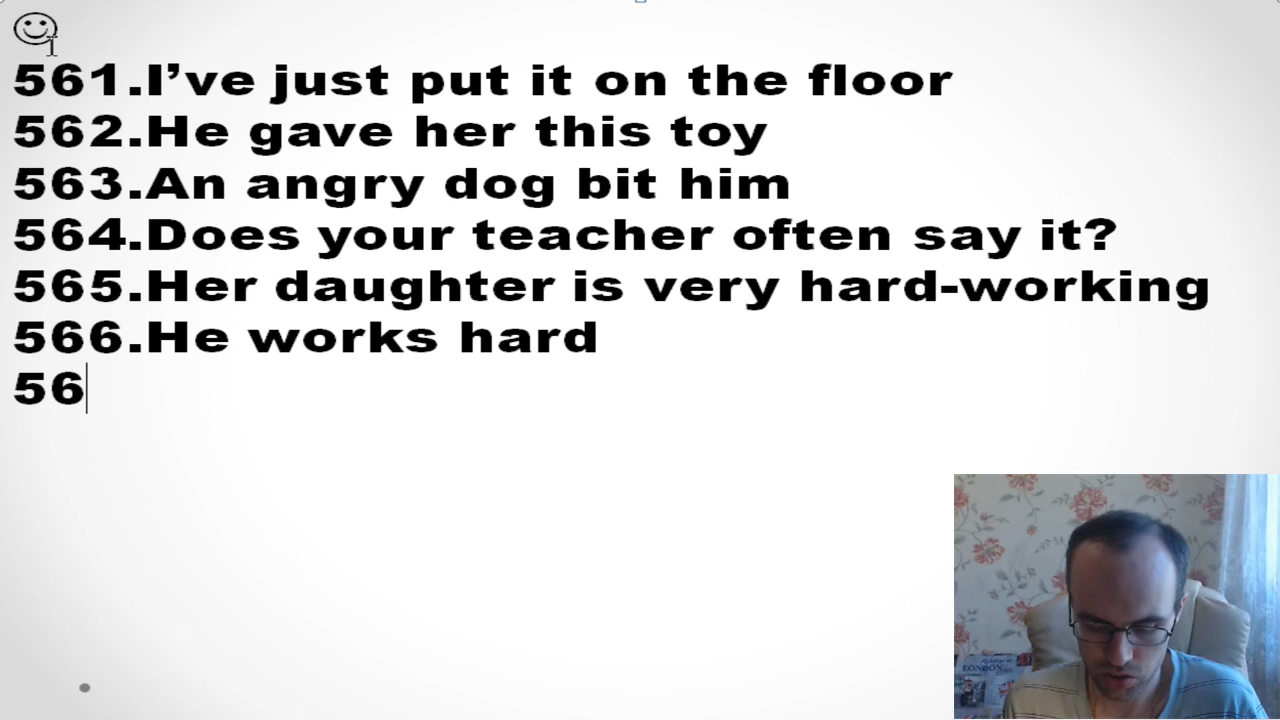 561.I’ve just put it on the floor
562.He gave her this toy
563.An angry dog bit him
564.Does your teacher often say it?
565.Her daughter is very hard-working
566.He works hard
56
LONDON